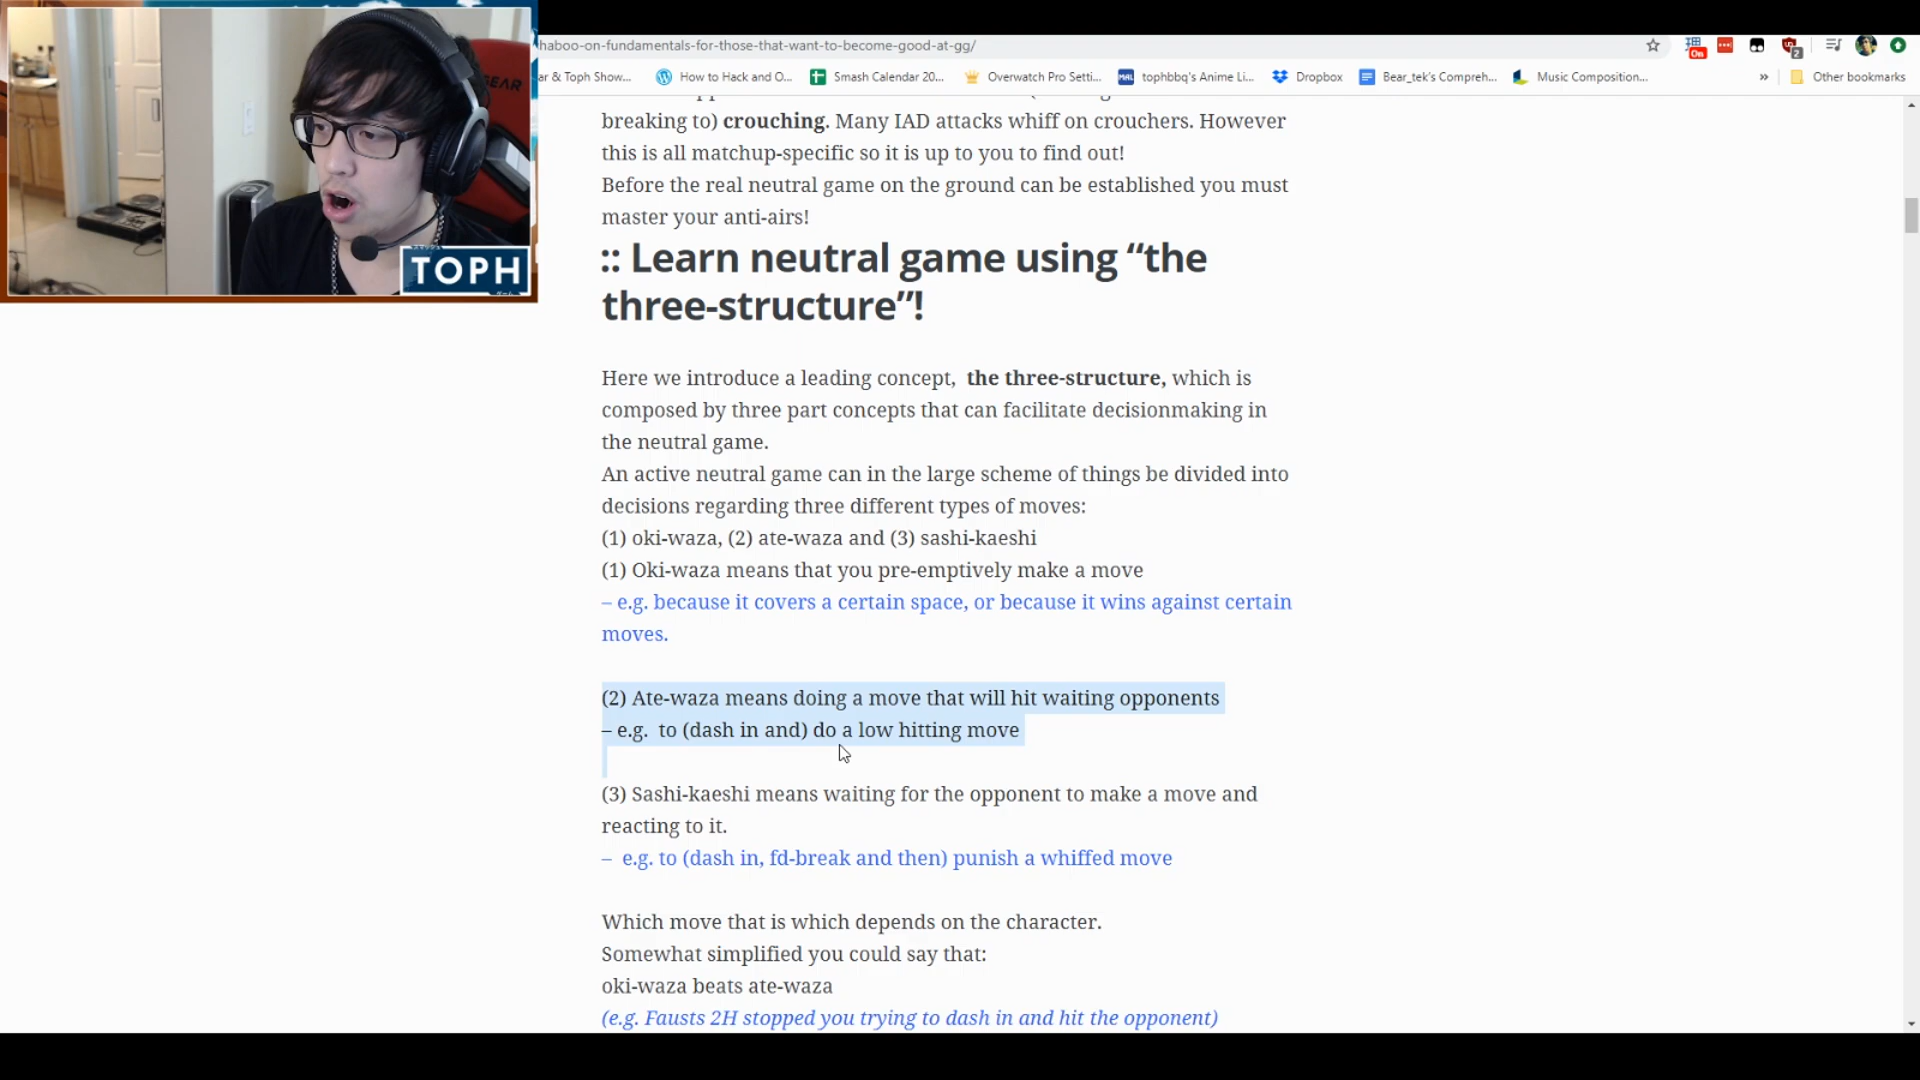 haboo-on-fundamentals-for-those-that-want-to-become-good-at-gg/
On
2
ar & Toph Show...
How to Hack and O...
Smash Calendar 20...
Overwatch Pro Setti...
MAL
tophbbq's Anime Li...
Dropbox
Bear_tek's Compreh...
Music Composition...
»
Other bookmarks
TOPH
breaking to) crouching. Many IAD attacks whiff on crouchers. However
this is all matchup-specific so it is up to you to find out!
Before the real neutral game on the ground can be established you must
master your anti-airs!
:: Learn neutral game using “the
three-structure”!
Here we introduce a leading concept,  the three-structure, which is
composed by three part concepts that can facilitate decisionmaking in
the neutral game.
An active neutral game can in the large scheme of things be divided into
decisions regarding three different types of moves:
(1) oki-waza, (2) ate-waza and (3) sashi-kaeshi
(1) Oki-waza means that you pre-emptively make a move
– e.g. because it covers a certain space, or because it wins against certain
moves.
(2) Ate-waza means doing a move that will hit waiting opponents
– e.g.  to (dash in and) do a low hitting move
(3) Sashi-kaeshi means waiting for the opponent to make a move and
reacting to it.
–  e.g. to (dash in, fd-break and then) punish a whiffed move
Which move that is which depends on the character.
Somewhat simplified you could say that:
oki-waza beats ate-waza
(e.g. Fausts 2H stopped you trying to dash in and hit the opponent)